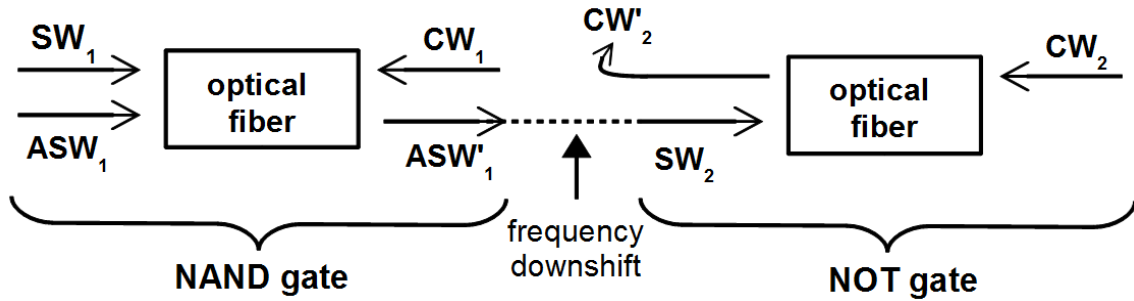 SW₁
CW₁
CW'₂
CW₂
optical
fiber
optical
fiber
ASW₁
ASW'₁
SW₂
frequency
downshift
NAND gate
NOT gate